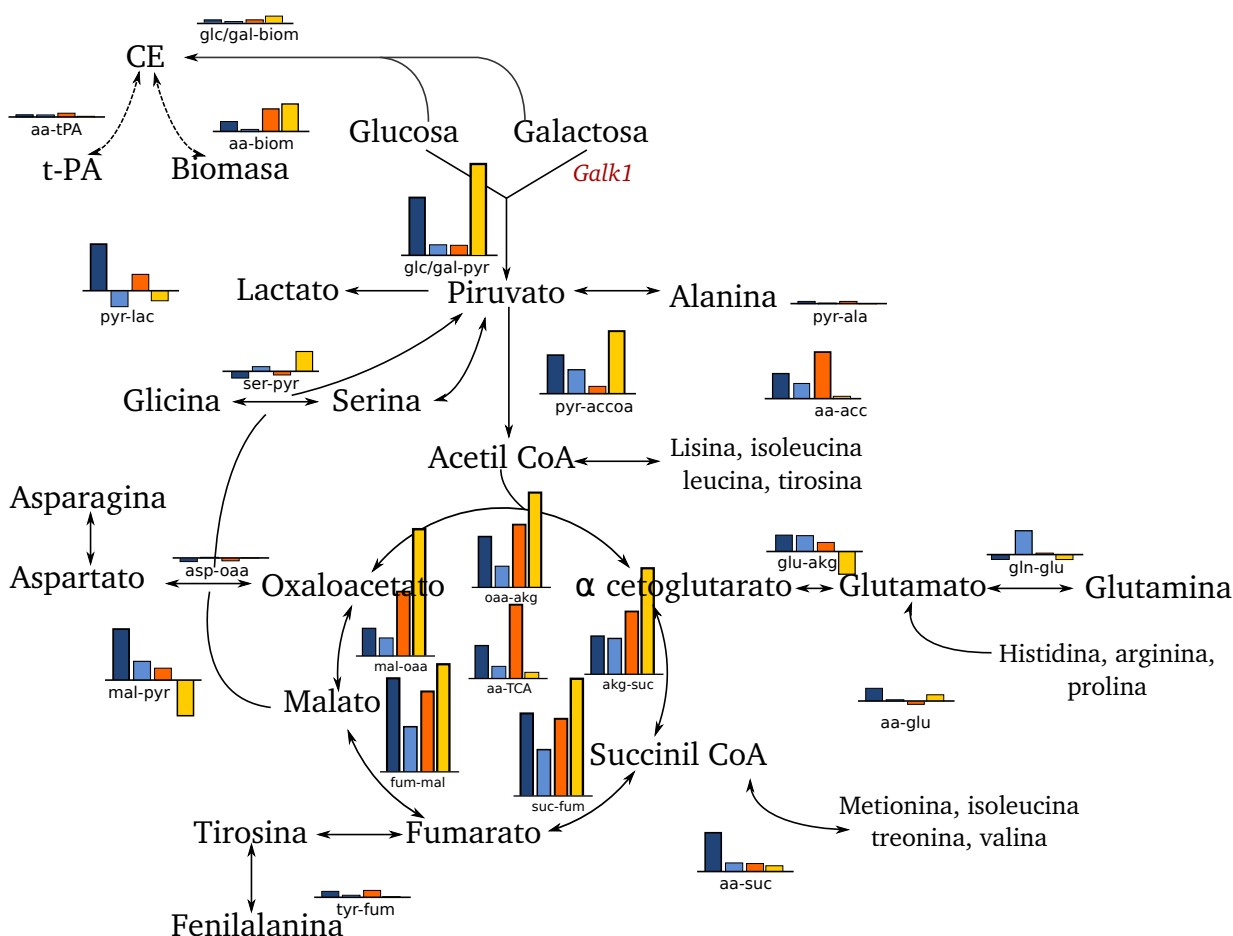 glc/gal-biom
CE
aa-tPA
aa-biom
Glucosa
Galactosa
t-PA
Biomasa
Galk1
glc/gal-pyr
Lactato
Piruvato
Alanina
pyr-lac
pyr-ala
ser-pyr
Glicina
Serina
pyr-accoa
aa-acc
Acetil CoA
Lisina, isoleucina
leucina, tirosina
Asparagina
asp-oaa
Aspartato
Oxaloacetato
oaa-akg
α cetoglutarato
glu-akg
Glutamato
gln-glu
Glutamina
mal-oaa
aa-TCA
akg-suc
Histidina, arginina,
prolina
mal-pyr
Malato
aa-glu
Succinil CoA
fum-mal
suc-fum
Metionina, isoleucina
treonina, valina
Tirosina
Fumarato
aa-suc
tyr-fum
Fenilalanina